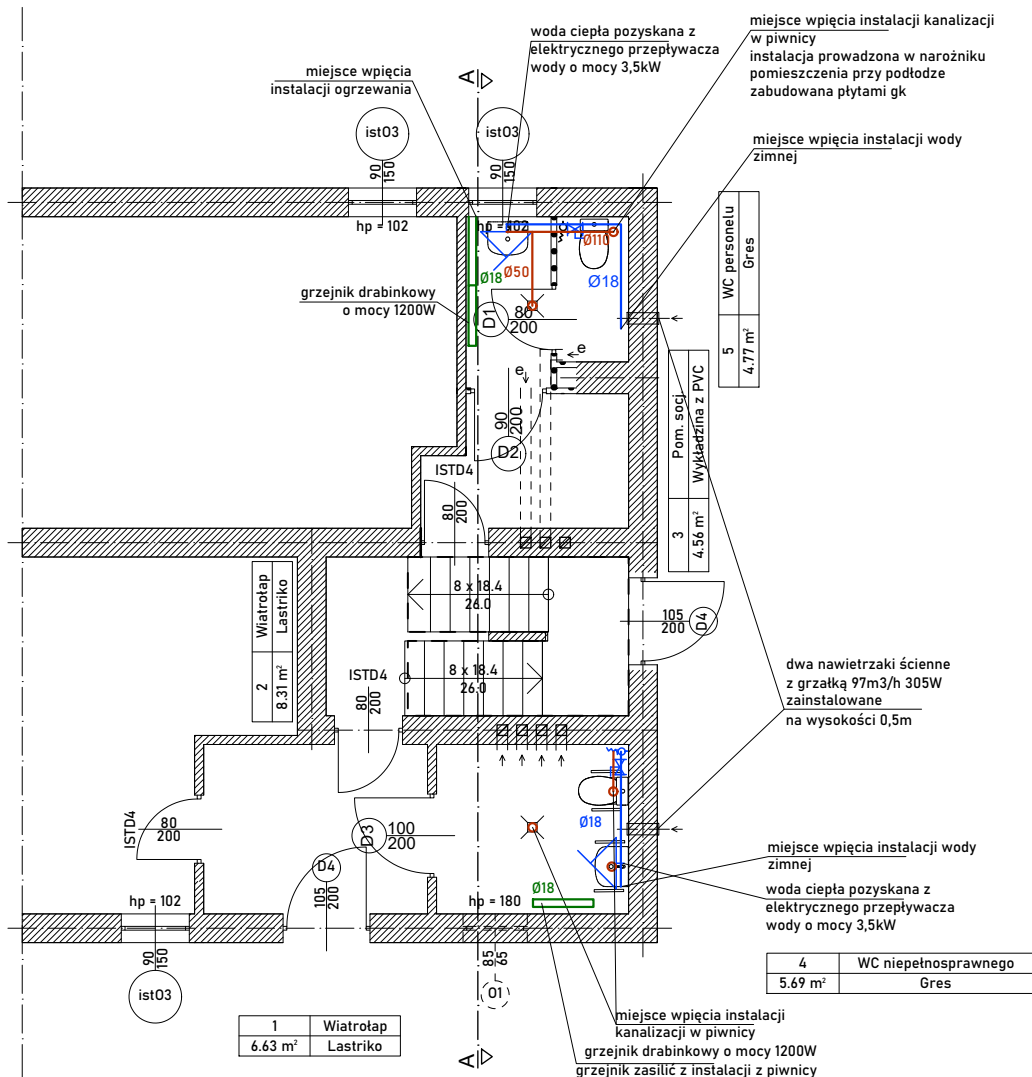 miejsce wpięcia instalacji kanalizacji
w piwnicy
instalacja prowadzona w narożniku
pomieszczenia przy podłodze
zabudowana płytami gk
woda ciepła pozyskana z
elektrycznego przepływacza
wody o mocy 3,5kW
miejsce wpięcia
instalacji ogrzewania
A
ist03
ist03
miejsce wpięcia instalacji wody
zimnej
90
150
90
150
hp = 102
hp = 102
Ø110
Ø50
Ø18
Ø18
grzejnik drabinkowy
o mocy 1200W
D1
80
200
5
WC personelu
4.77 m²
Gres
e
e
90
200
D2
3
Pom. socj.
4.56 m²
Wykładzina z PVC
ISTD4
80
200
8 x 18.4
26.0
105
200
D4
2
Wiatrołap
8.31 m²
Lastriko
8 x 18.4
26.0
ISTD4
80
200
dwa nawietrzaki ścienne
z grzałką 97m3/h 305W
zainstalowane
na wysokości 0,5m
ISTD4
80
200
D3
100
200
Ø18
D4
105
200
miejsce wpięcia instalacji wody
zimnej
Ø18
hp = 102
hp = 180
woda ciepła pozyskana z
elektrycznego przepływacza
wody o mocy 3,5kW
90
150
85
65
ist03
01
4
WC niepełnosprawnego
5.69 m²
Gres
1
Wiatrołap
6.63 m²
Lastriko
miejsce wpięcia instalacji
kanalizacji w piwnicy
grzejnik drabinkowy o mocy 1200W
grzejnik zasilić z instalacji z piwnicy
A